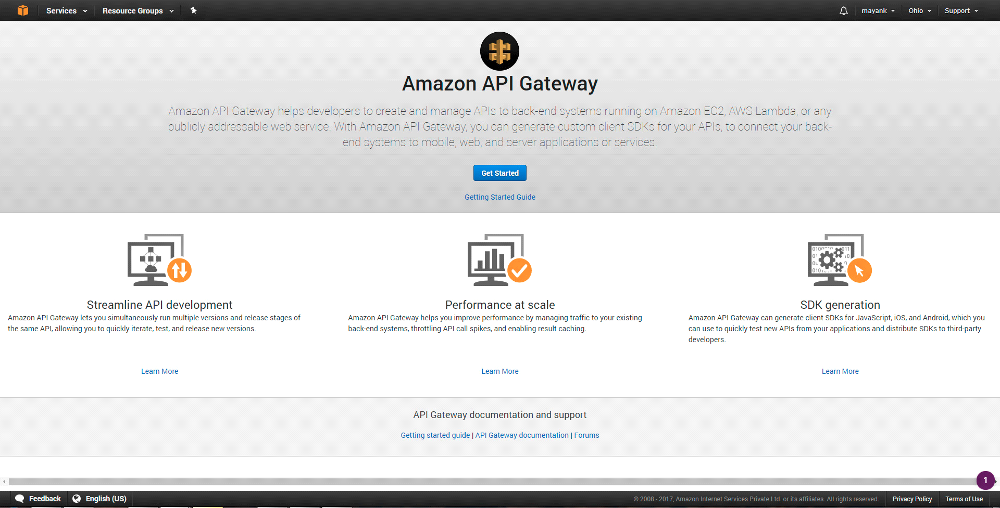 Services
Resource Groups
mayank
Ohio
Support
Amazon API Gateway
Amazon API Gateway helps developers to create and manage APIs to back-end systems running on Amazon EC2, AWS Lambda, or any
publicly addressable web service. With Amazon API Gateway, you can generate custom client SDKs for your APIs, to connect your back-
end systems to mobile, web, and server applications or services.
Get Started
Getting Started Guide
Streamline API development
Amazon API Gateway lets you simultaneously run multiple versions and release stages of
the same API, allowing you to quickly iterate, test, and release new versions.
Learn More
Performance at scale
Amazon API Gateway helps you improve performance by managing traffic to your existing
back-end systems, throttling API call spikes, and enabling result caching.
Learn More
SDK generation
Amazon API Gateway can generate client SDKs for JavaScript, iOS, and Android, which you
can use to quickly test new APIs from your applications and distribute SDKs to third-party
developers.
Learn More
API Gateway documentation and support
Getting started guide | API Gateway documentation | Forums
1
Feedback
English (US)
© 2008 - 2017, Amazon Internet Services Private Ltd. or its affiliates. All rights reserved.
Privacy Policy
Terms of Use